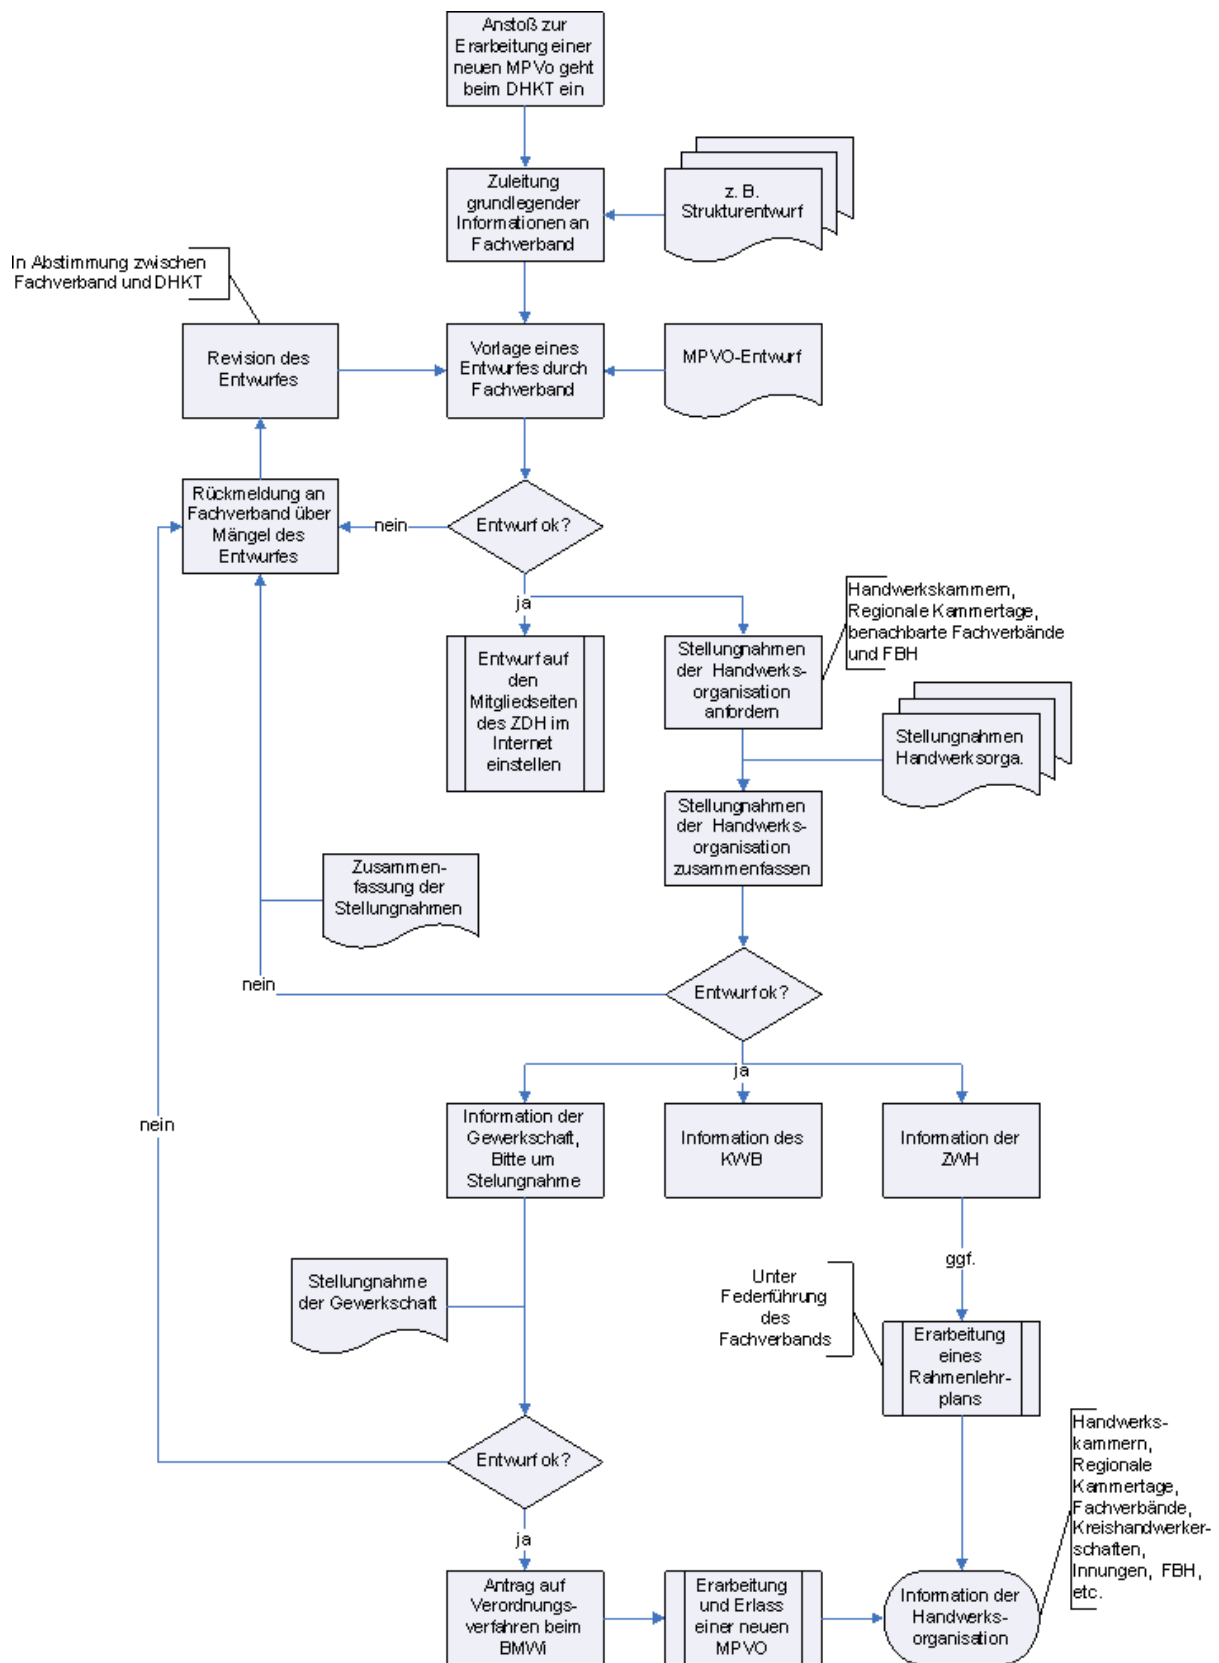 Anstoß zur
Erarbeitung einer
neuen MPVo geht
beim DHKT ein
Zuleitung
grundlegender
Informationen an
Fachverband
z. B.
Strukturentwurf
In Abstimmung zwischen
Fachverband und DHKT
Revision des
Entwurfes
Vorlage eines
Entwurfes durch
Fachverband
MPVO-Entwurf
Rückmeldung an
Fachverband über
Mängel des
Entwurfes
nein
Entwurf ok?
ja
Handwerkskammern,
Regionale Kammertage,
benachbarte Fachverbände
und FBH
Entwurf auf
den
Mitgliedseiten
des ZDH im
Internet
einstellen
Stellungnahmen
der Handwerks-
organisation
anfordern
Stellungnahmen
Handwerksorga.
Stellungnahmen
der Handwerks-
organisation
zusammenfassen
Zusammen-
fassung der
Stellungnahmen
nein
Entwurf ok?
ja
nein
Information der
Gewerkschaft,
Bitte um
Stelungnahme
Information des
KWB
Information der
ZWH
ggf.
Stellungnahme
der Gewerkschaft
Unter
Federführung
des
Fachverbands
Erarbeitung
eines
Rahmenlehr-
plans
Entwurf ok?
ja
Handwerks-
kammern,
Regionale
Kammertage,
Fachverbände,
Kreishandwerker-
schaften,
Innungen, FBH,
etc.
Antrag auf
Verordnungs-
verfahren beim
BMWi
Erarbeitung
und Erlass
einer neuen
MPVO
Information der
Handwerks-
organisation